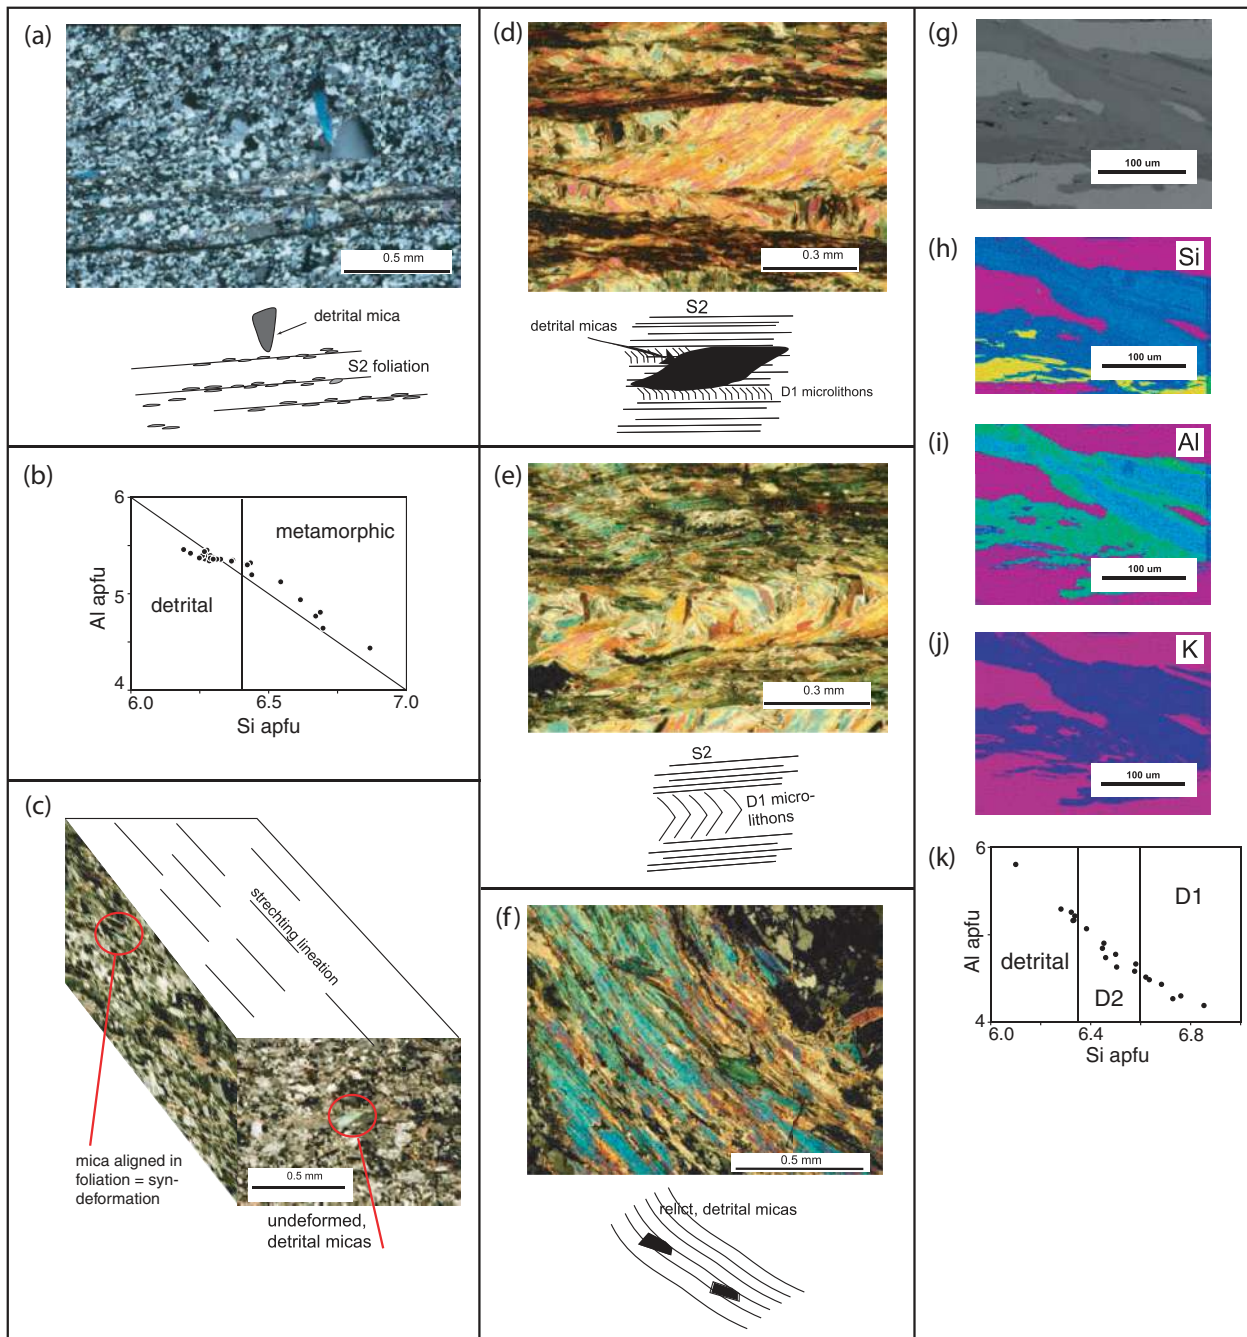 (a)
0.5 mm
detrital mica
S2 foliation
(b)
6
5
4
Al apfu
detrital
metamorphic
6.0
6.5
7.0
Si apfu
(c)
strechting lineation
0.5 mm
mica aligned in
foliation = syn-
deformation
undeformed,
detrital micas
(d)
0.3 mm
S2
detrital micas
D1 microlithons
(e)
0.3 mm
S2
D1 micro-
lithons
(f)
0.5 mm
relict, detrital micas
(g)
100 um
(h)
Si
100 um
(i)
Al
100 um
(j)
K
100 um
(k)
6
4
Al apfu
detrital
D2
D1
6.0
6.4
6.8
Si apfu